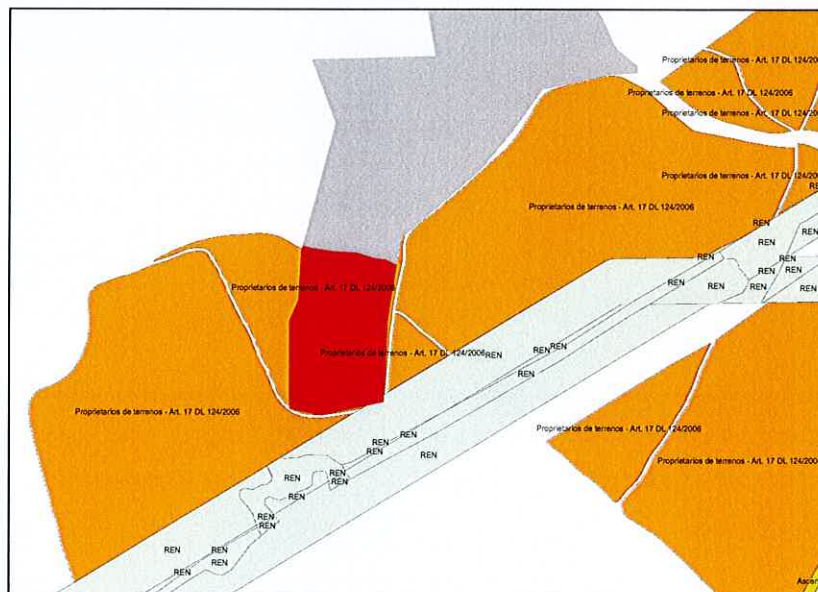 Proprietarios de terrenos - Art. 17 DL 124/2006
Proprietarios de terrenos - Art. 17 DL 124/2006
Proprietarios de terrenos - Art. 17 DL 124/2006
Proprietarios de terrenos - Art. 17 DL 124/2006
RE
Proprietarios de terrenos - Art. 17 DL 124/2006
REN
REN
REN
REN
REN
REN
REN
REN
REN
REN
REN
REN
Proprietarios de terrenos - Art. 17 DL 124/2006
Proprietarios de terrenos - Art. 17 DL 124/2006
REN
REN
REN
REN
Proprietarios de terrenos - Art. 17 DL 124/2006
Proprietarios de terrenos - Art. 17 DL 124/2006
REN
REN
REN
REN
Proprietarios de terrenos - Art. 17 DL 124/2006
REN
REN
REN
REN
REN
REN
REN
REN
REN
REN
Ascen